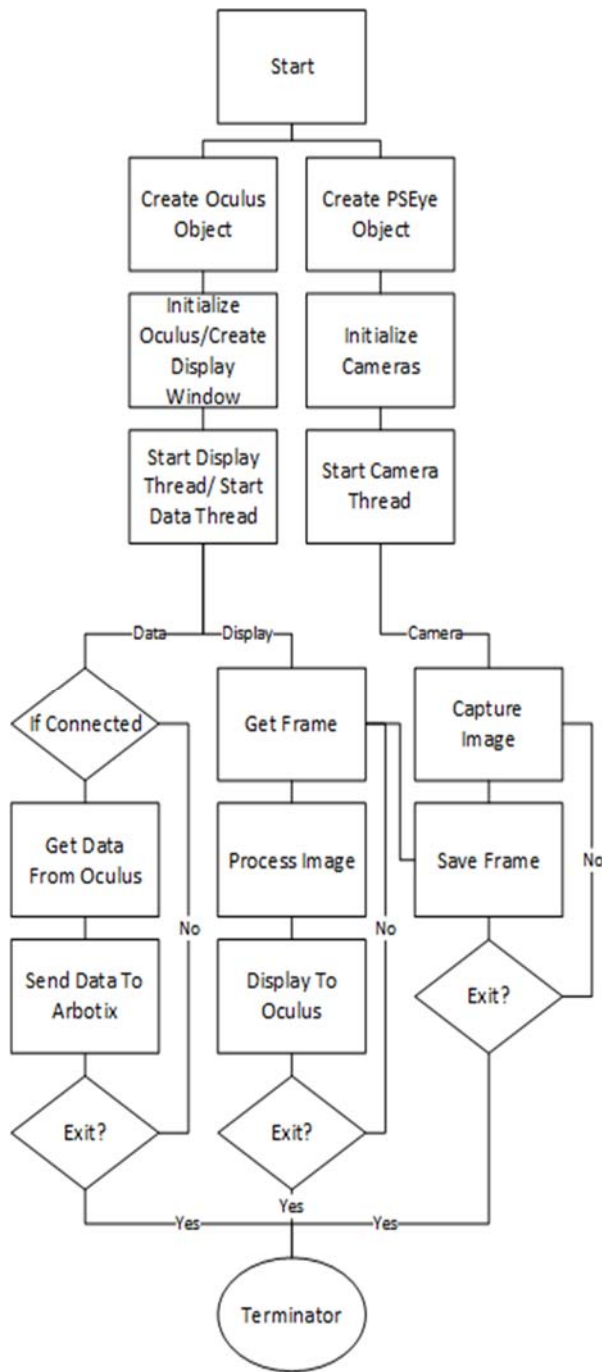 Start
Create Oculus
Object
Create PSEye
Object
Initialize
Oculus/Create
Display
Window
Initialize
Cameras
Start Display
Thread/ Start
Data Thread
Start Camera
Thread
Data
Display
Camera
If Connected
Get Frame
Capture
Image
Get Data
From Oculus
Process Image
Save Frame
No
No
No
Send Data To
Arbotix
Display To
Oculus
Exit?
Exit?
Exit?
Yes
Yes
Yes
Terminator